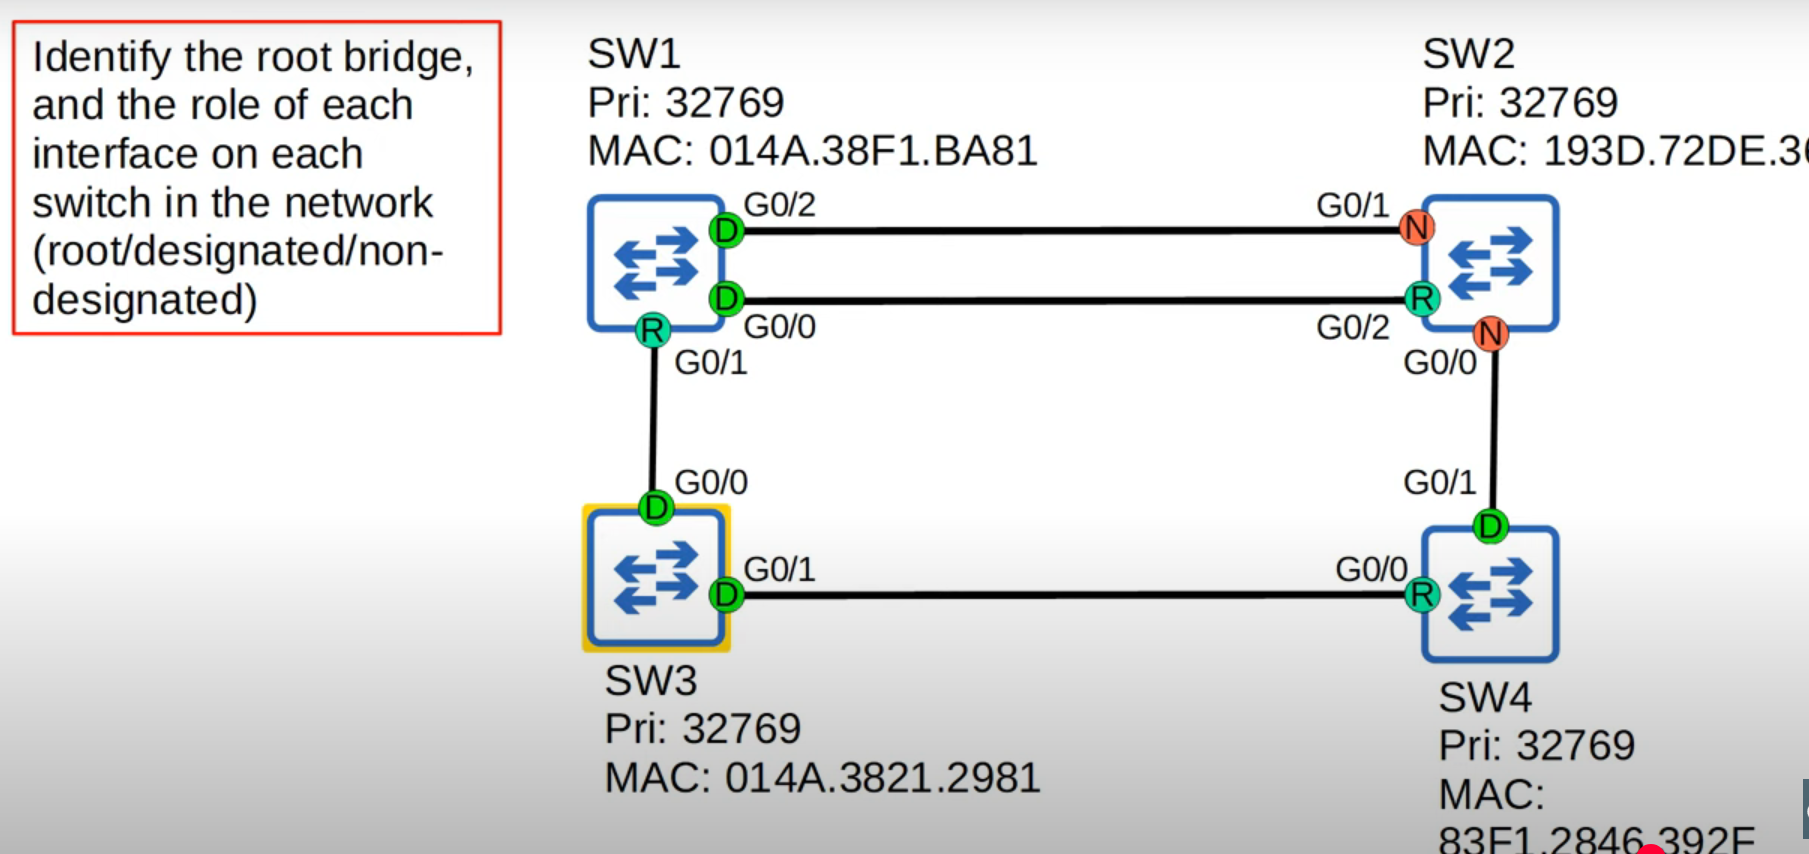 Identify the root bridge,
and the role of each
interface on each
switch in the network
(root/designated/non-
designated)
SW1
Pri: 32769
MAC: 014A.38F1.BA81
SW2
Pri: 32769
MAC:
D
G0/2
G0/1
N
D
G0/0
G0/2
R
R
G0/1
G0/0
N
G0/0
D
G0/1
D
G0/1
D
G0/0
R
SW3
Pri: 32769
MAC: 014A.3821.2981
SW4
Pri: 32769
MAC: